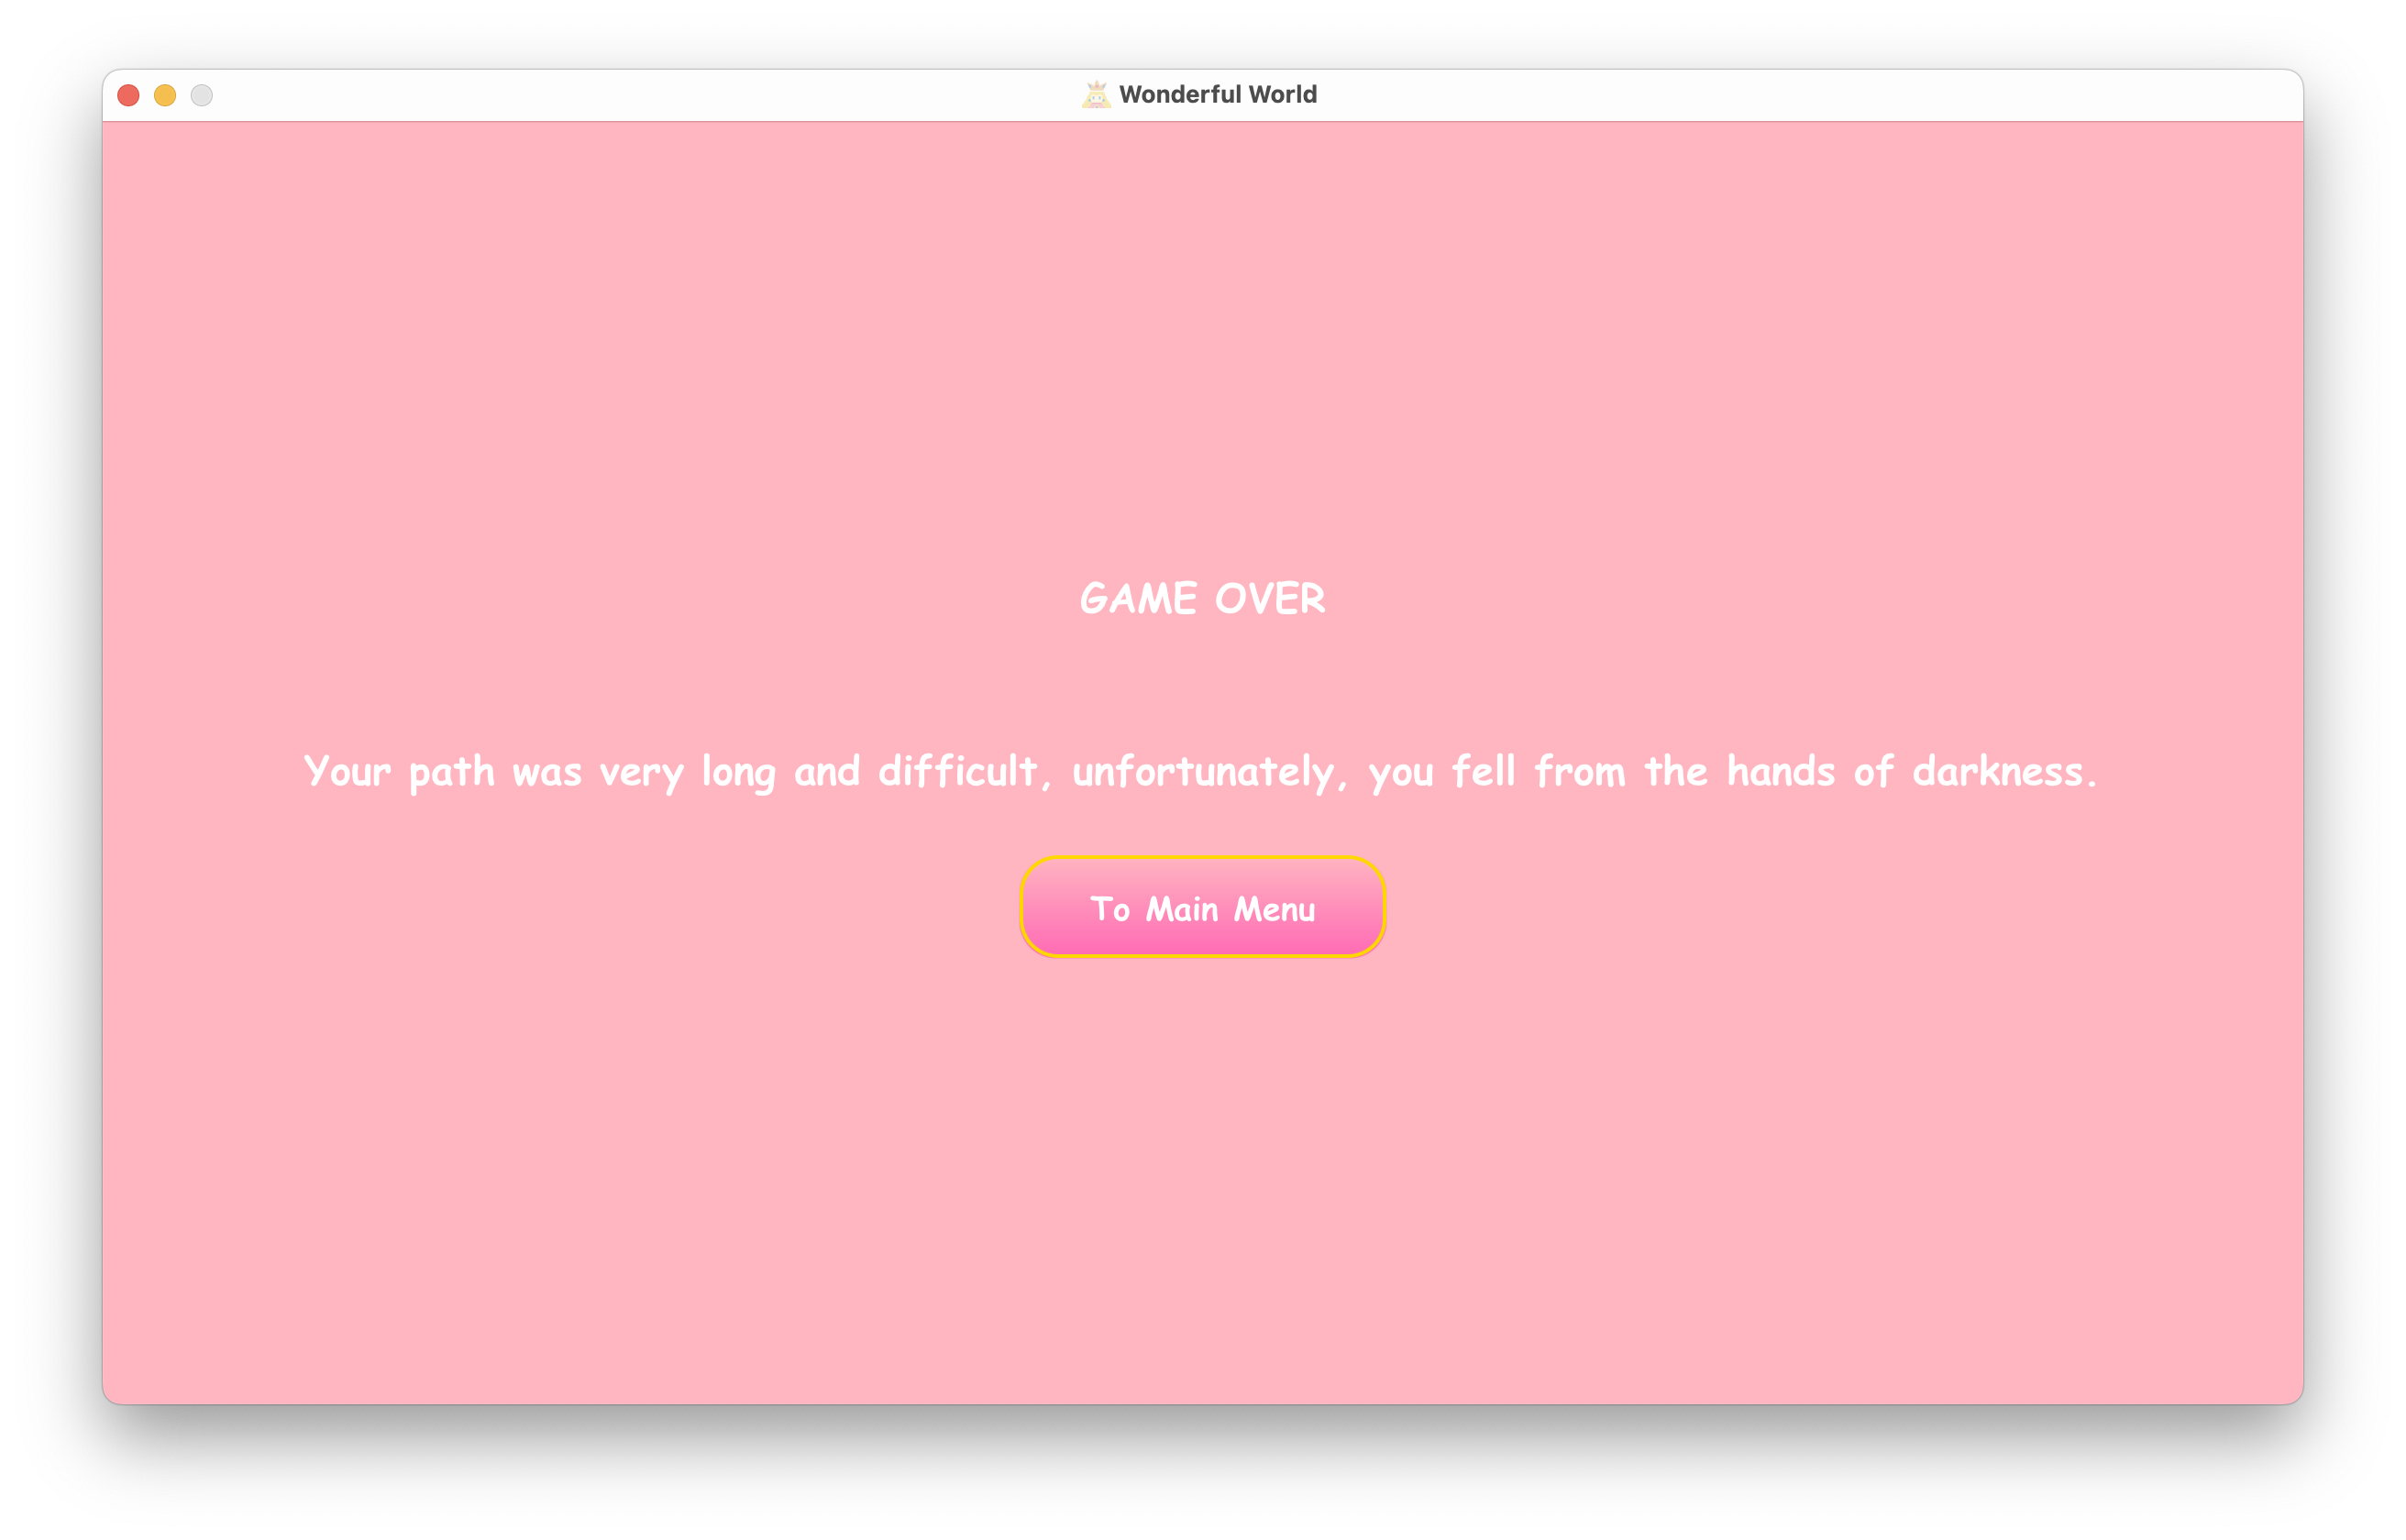 Wonderful World
GAME OVER
Your path was very long and difficult, unfortunately, you fell from the hands of darkness.
To Main Menu